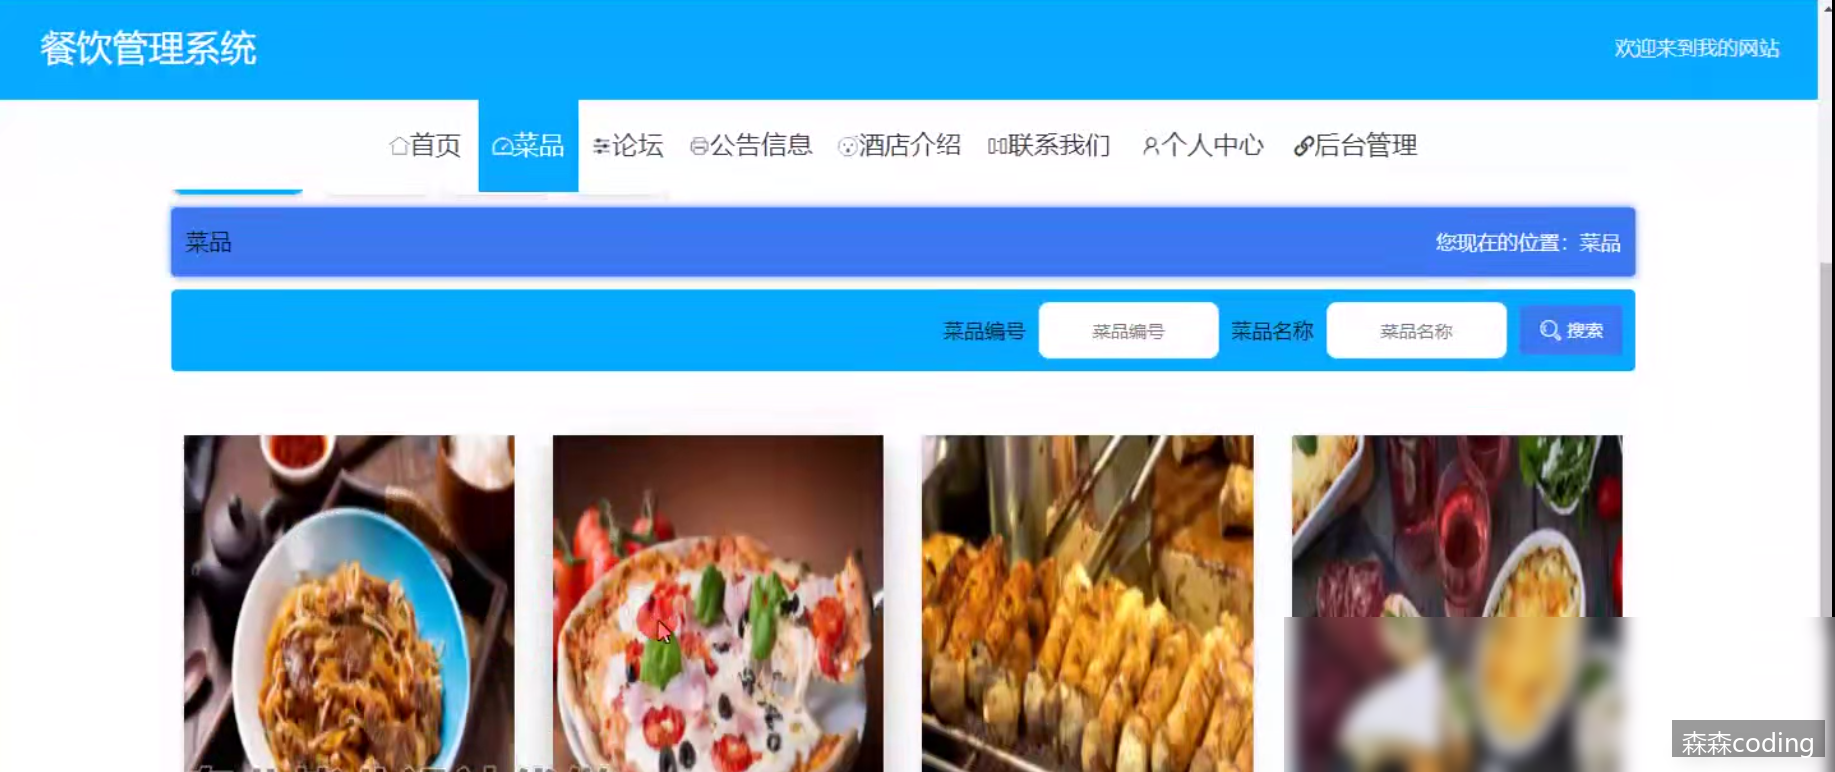 餐饮管理系统
欢迎来到我的网站
首页 菜品 论坛 公告信息 酒店介绍 联系我们 个人中心 后台管理
菜品
您现在的位置：菜品
菜品编号 菜品编号 菜品名称 菜品名称 搜索
森森coding